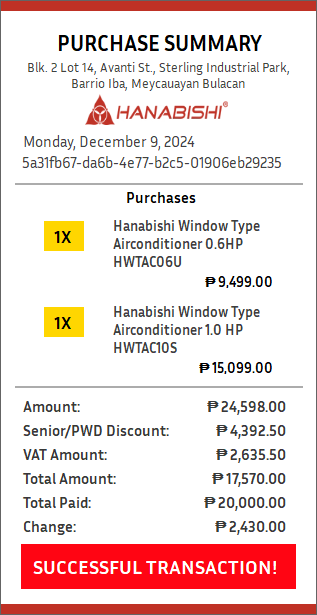 PURCHASE SUMMARY
Blk. 2 Lot 14, Avanti St., Sterling Industrial Park,
Barrio Iba, Meycauayan Bulacan
HANABISHI®
Monday, December 9, 2024
5a31fb67-da6b-4e77-b2c5-01906eb29235
Purchases
1X
Hanabishi Window Type
Airconditioner 0.6HP
HWTAC06U
₱ 9,499.00
1X
Hanabishi Window Type
Airconditioner 1.0 HP
HWTAC10S
₱ 15,099.00
Amount: ₱ 24,598.00
Senior/PWD Discount: ₱ 4,392.50
VAT Amount: ₱ 2,635.50
Total Amount: ₱ 17,570.00
Total Paid: ₱ 20,000.00
Change: ₱ 2,430.00
SUCCESSFUL TRANSACTION!